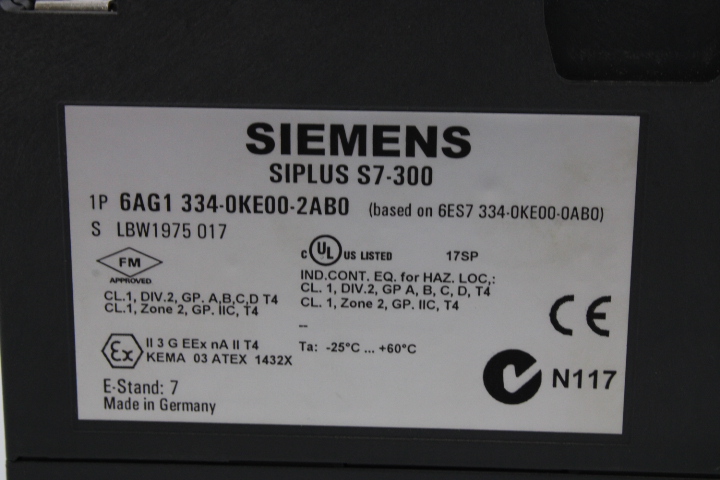 SIEMENS
SIPLUS S7-300
1P 6AG1 334-0KE00-2AB0 (based on 6ES7 334-0KE00-0AB0)
S LBW1975 017
FM
APPROVED
CL.1, DIV.2, GP. A,B,C,D T4
CL.1, Zone 2, GP. IIC, T4
c UL US LISTED 17SP
IND.CONT. EQ. for HAZ. LOC,:
CL. 1, DIV.2, GP A, B, C, D, T4
CL. 1, Zone 2, GP. IIC, T4
--
Ta: -25°C ... +60°C
Ex II 3 G EEx nA II T4
KEMA 03 ATEX 1432X
E-Stand: 7
Made in Germany
CE
N117